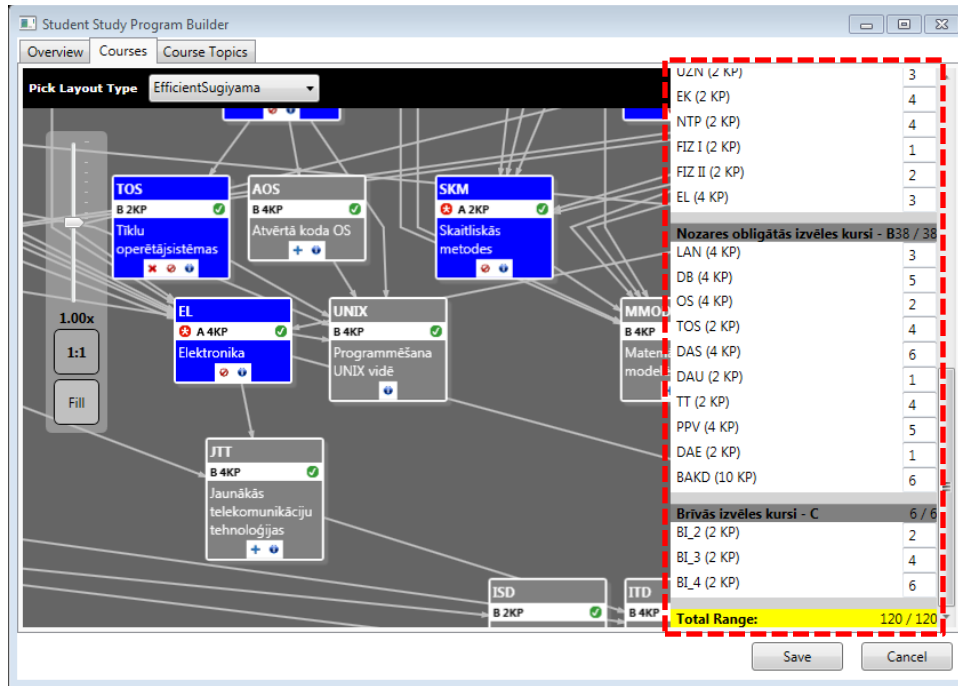 Student Study Program Builder
Overview
Courses
Course Topics
Pick Layout Type
EfficientSugiyama
1.00x
1:1
Fill
TOS
B 2KP
Tīklu
operētājsistēmas
AOS
B 4KP
Atvērtā koda OS
SKM
A 2KP
Skaitliskās
metodes
EL
A 4KP
Elektronika
UNIX
B 4KP
Programmēšana
UNIX vidē
B 4KP
JTT
B 4KP
Jaunākās
telekomunikāciju
tehnoloģijas
ISD
B 2KP
ITD
B 4KP
UZN (2 KP) 3
EK (2 KP) 4
NTP (2 KP) 4
FIZ I (2 KP) 1
FIZ II (2 KP) 2
EL (4 KP) 3
Nozares obligātās izvēles kursi - B38 / 38
LAN (4 KP) 3
DB (4 KP) 5
OS (4 KP) 2
TOS (2 KP) 4
DAS (4 KP) 6
DAU (2 KP) 1
TT (2 KP) 4
PPV (4 KP) 5
DAE (2 KP) 1
BAKD (10 KP) 6
Brīvās izvēles kursi - C 6 / 6
BI_2 (2 KP) 2
BI_3 (2 KP) 4
BI_4 (2 KP) 6
Total Range: 120 / 120
Save
Cancel